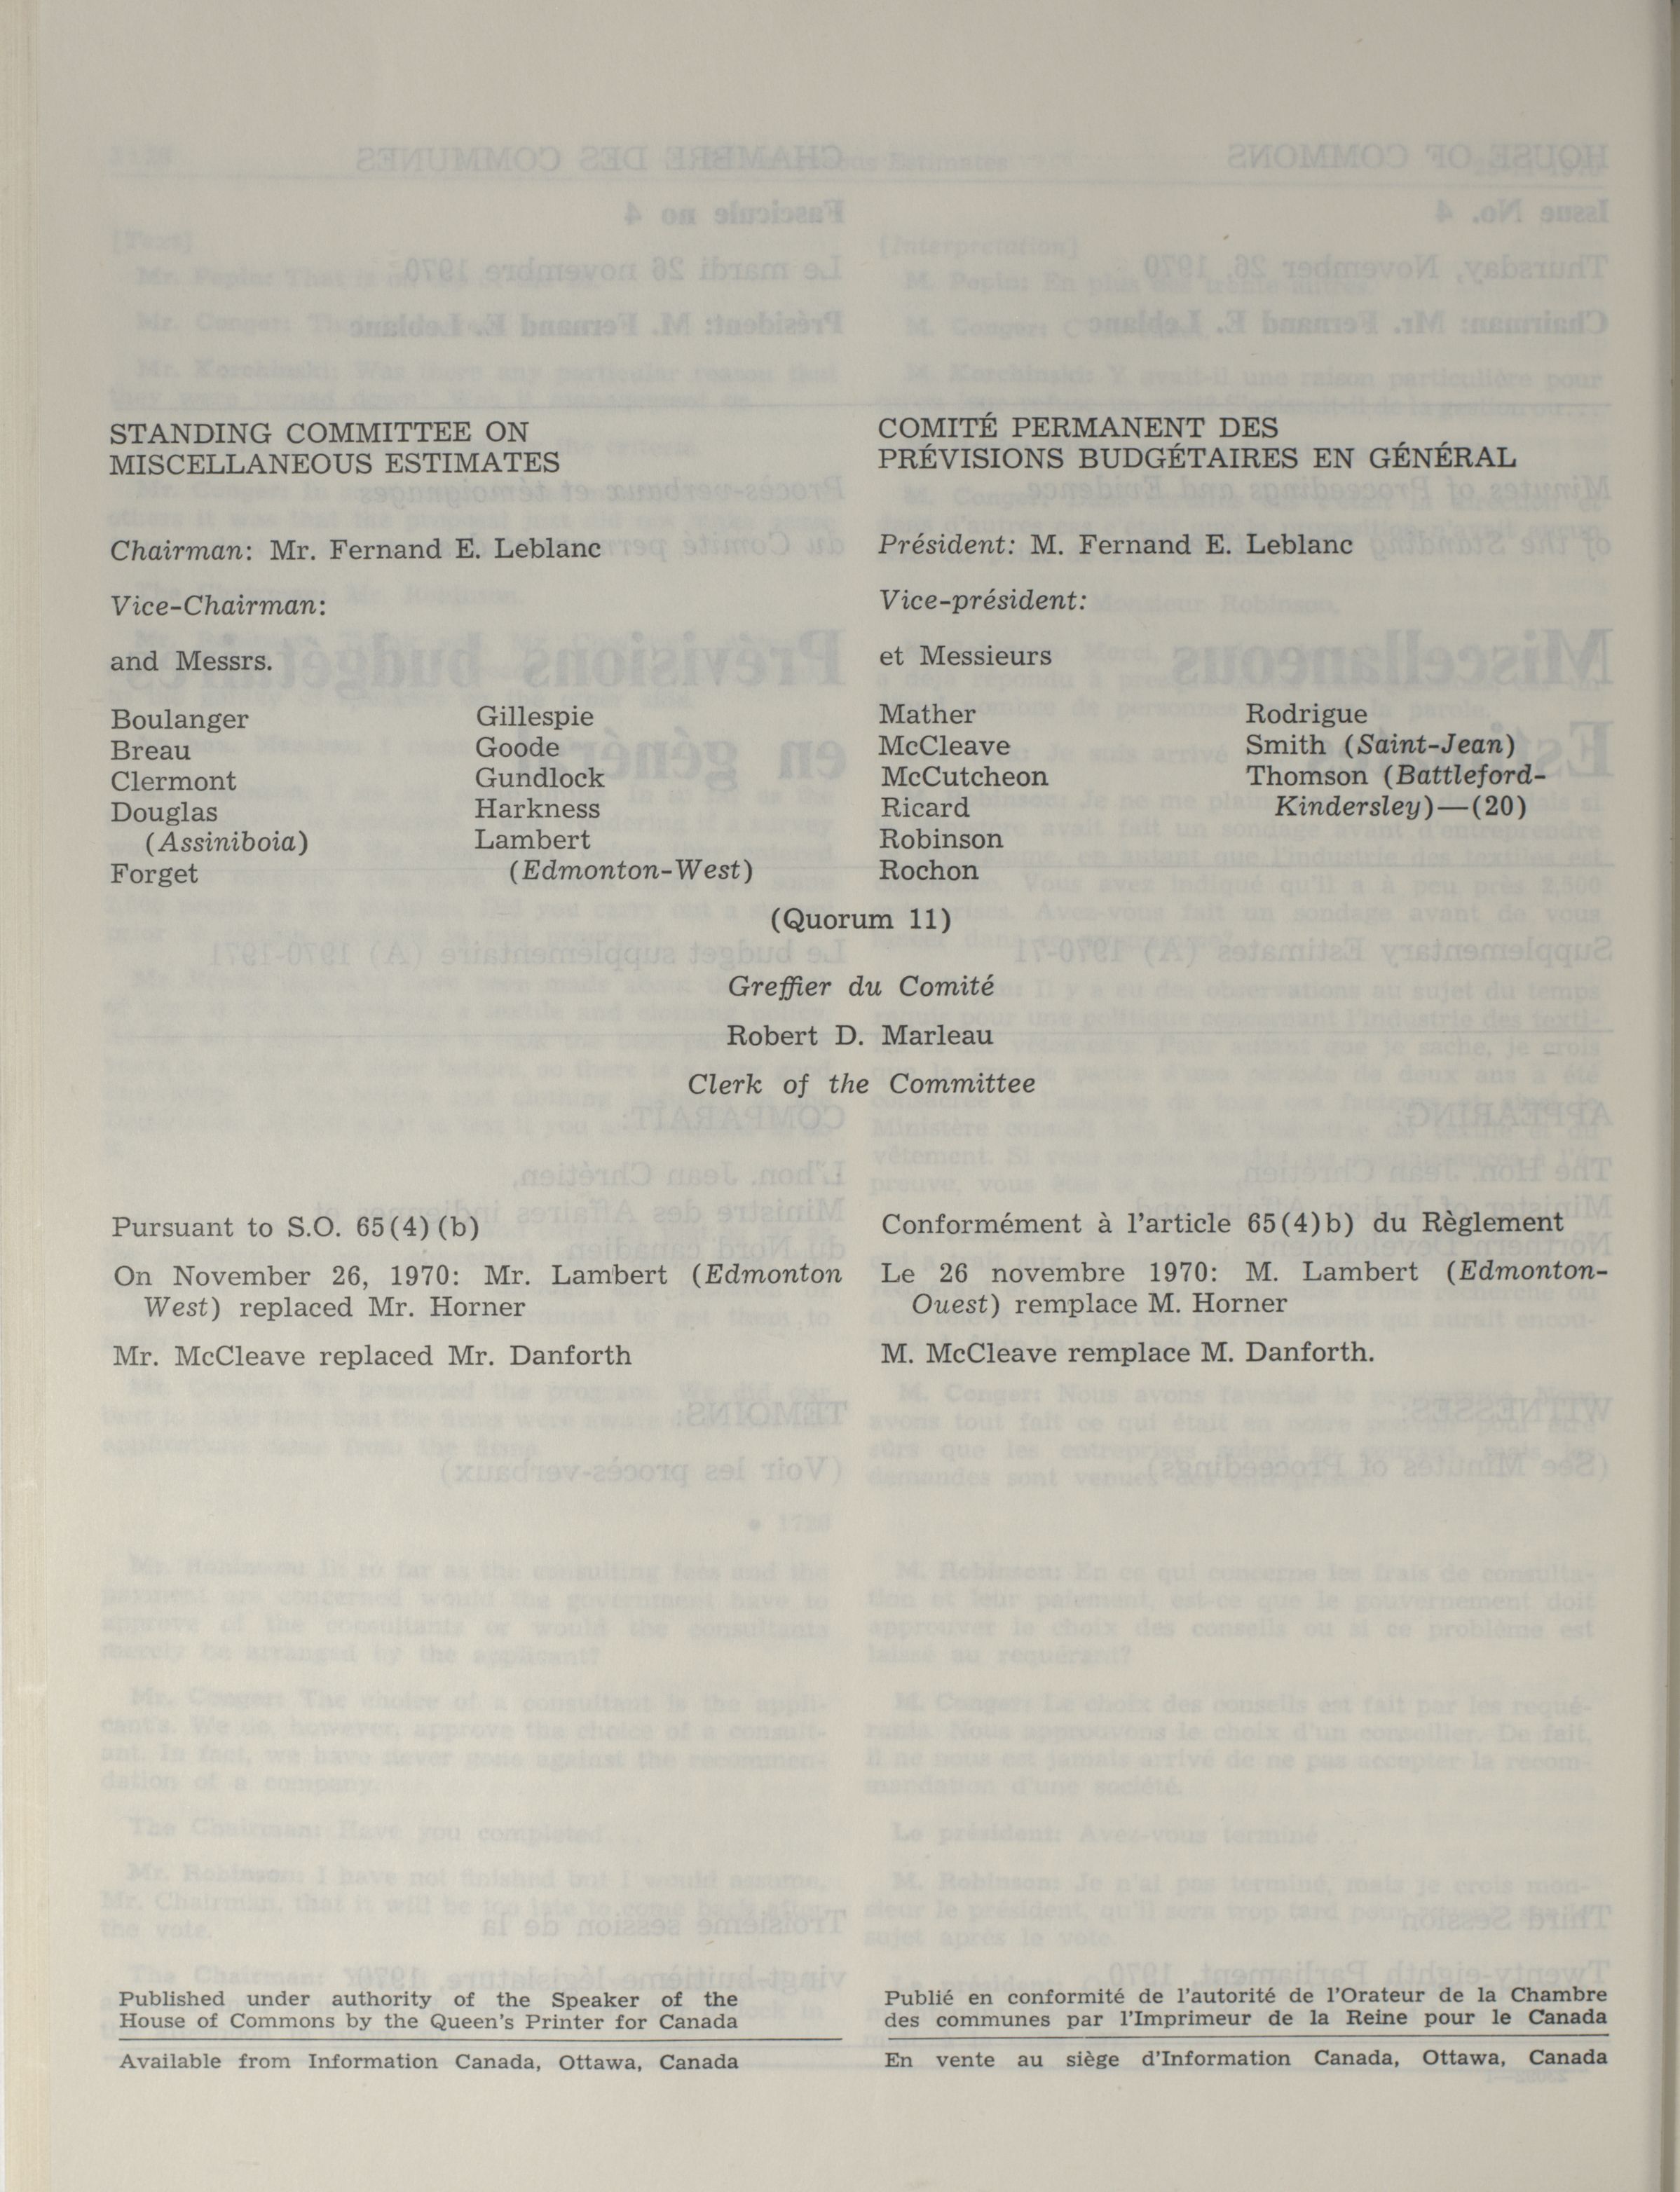 STANDING COMMITTEE ON
MISCELLANEOUS ESTIMATES
Chairman: Mr. Fernand E. Leblanc
Vice-Chairman:
and Messrs.
COMITÉ PERMANENT DES
PRÉVISIONS BUDGÉTAIRES EN GÉNÉRAL
Président: M. Fernand E. Leblanc
Vice-président:
et Messieurs
Boulanger
Breau
Clermont
Douglas
(Assiniboia)
Forget
Gillespie
Goode
Gundlock
Harkness
Lambert
(Edmonton-West)
Mather
McCleave
McCutcheon
Ricard
Robinson
Rochon
Rodrigue
Smith (Saint-Jean)
Thomson (Battleford-
Kindersley)—(20)
(Quorum 11)
Greffier du Comité
Robert D. Marleau
Clerk of the Committee
Pursuant to S.O. 65(4)(b)
On November 26, 1970: Mr. Lambert (Edmonton
West) replaced Mr. Horner
Mr. McCleave replaced Mr. Danforth
Conformément à l'article 65(4)b) du Règlement
Le 26 novembre 1970: M. Lambert (Edmonton-
Ouest) remplace M. Horner
M. McCleave remplace M. Danforth.
Published under authority of the Speaker of the
House of Commons by the Queen's Printer for Canada
Available from Information Canada, Ottawa, Canada
Publié en conformité de l'autorité de l'Orateur de la Chambre
des communes par l'Imprimeur de la Reine pour le Canada
En vente au siège d'Information Canada, Ottawa, Canada